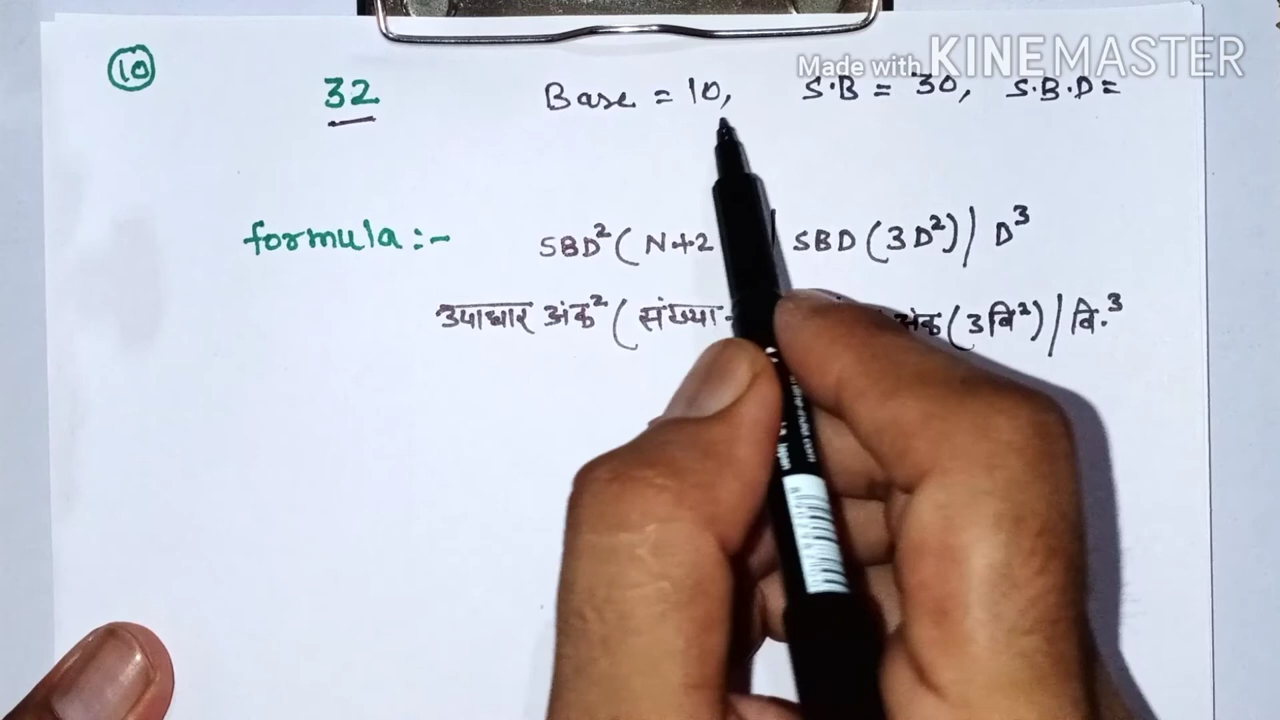 Made with KINEMASTER
10
32 Base = 10, S.B = 30, S.B.D =
formula:- SBD² ( N+2 SBD (3D²) / D³
उपाधार अंक² ( संख्या अंक (3वि²) / वि.³